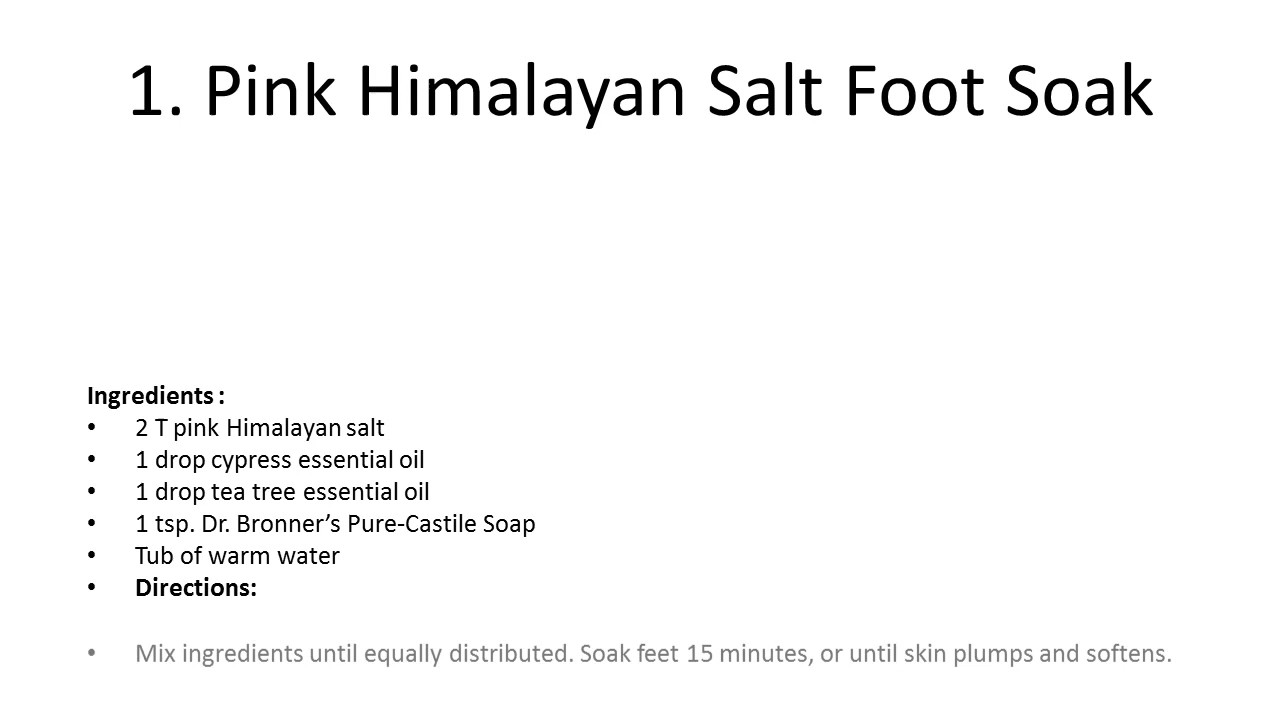 1. Pink Himalayan Salt Foot Soak
Ingredients :
• 2 T pink Himalayan salt
• 1 drop cypress essential oil
• 1 drop tea tree essential oil
• 1 tsp. Dr. Bronner’s Pure-Castile Soap
• Tub of warm water
• Directions:
• Mix ingredients until equally distributed. Soak feet 15 minutes, or until skin plumps and softens.